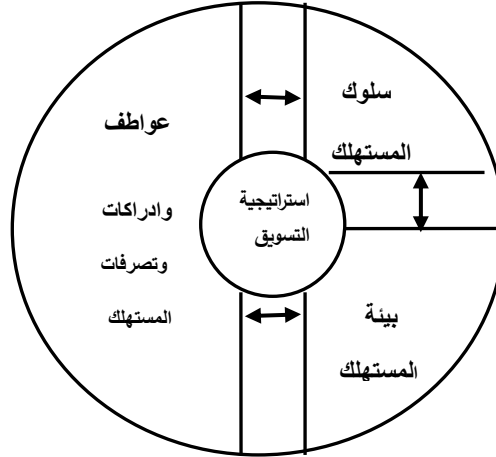 سلوك
المستهلك
عواطف
وادراكات
وتصرفات
المستهلك
استراتيجية
التسويق
بيئة
المستهلك